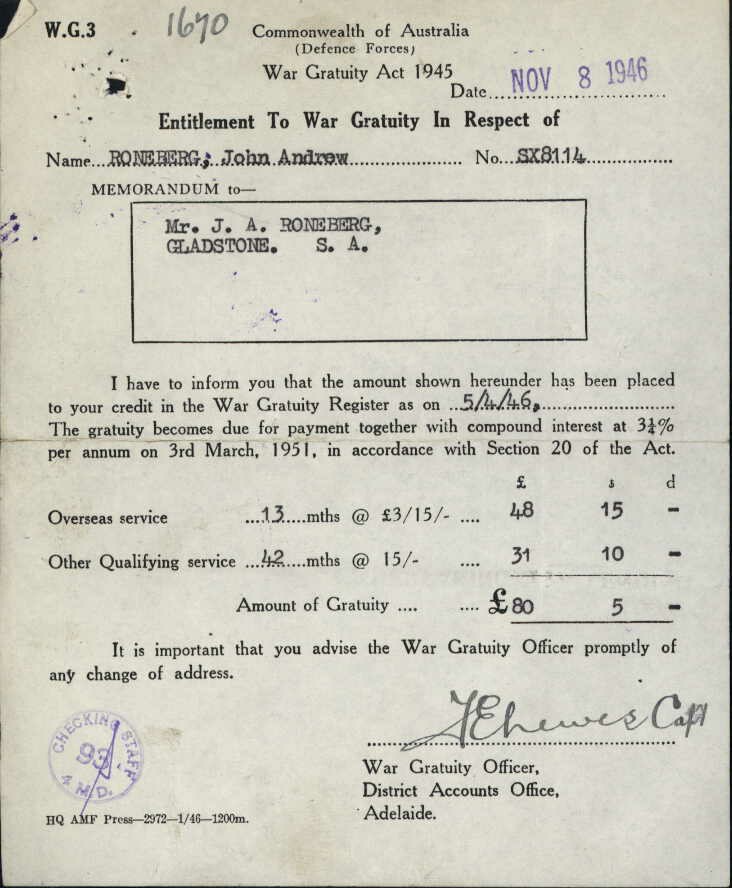 W.G.3
1670
Commonwealth of Australia
(Defence Forces)
War Gratuity Act 1945
Date NOV 8 1946
Entitlement To War Gratuity In Respect of
Name...RONEBERG, John Andrew.................... No...SX8114...............
MEMORANDUM to—
Mr. J. A. RONEBERG,
GLADSTONE. S. A.
I have to inform you that the amount shown hereunder has been placed
to your credit in the War Gratuity Register as on ..5/4/46,........................
The gratuity becomes due for payment together with compound interest at 3¼%
per annum on 3rd March, 1951, in accordance with Section 20 of the Act.
£ s d
Overseas service ...13....mths @ £3/15/- .... 48 15 -
Other Qualifying service ...42....mths @ 15/- .... 31 10 -
Amount of Gratuity .... .... £80 5 -
It is important that you advise the War Gratuity Officer promptly of
any change of address.
CHECKING STAFF
93
4 M.D.
Capt
War Gratuity Officer,
District Accounts Office,
Adelaide.
HQ AMF Press—2972—1/46—1200m.